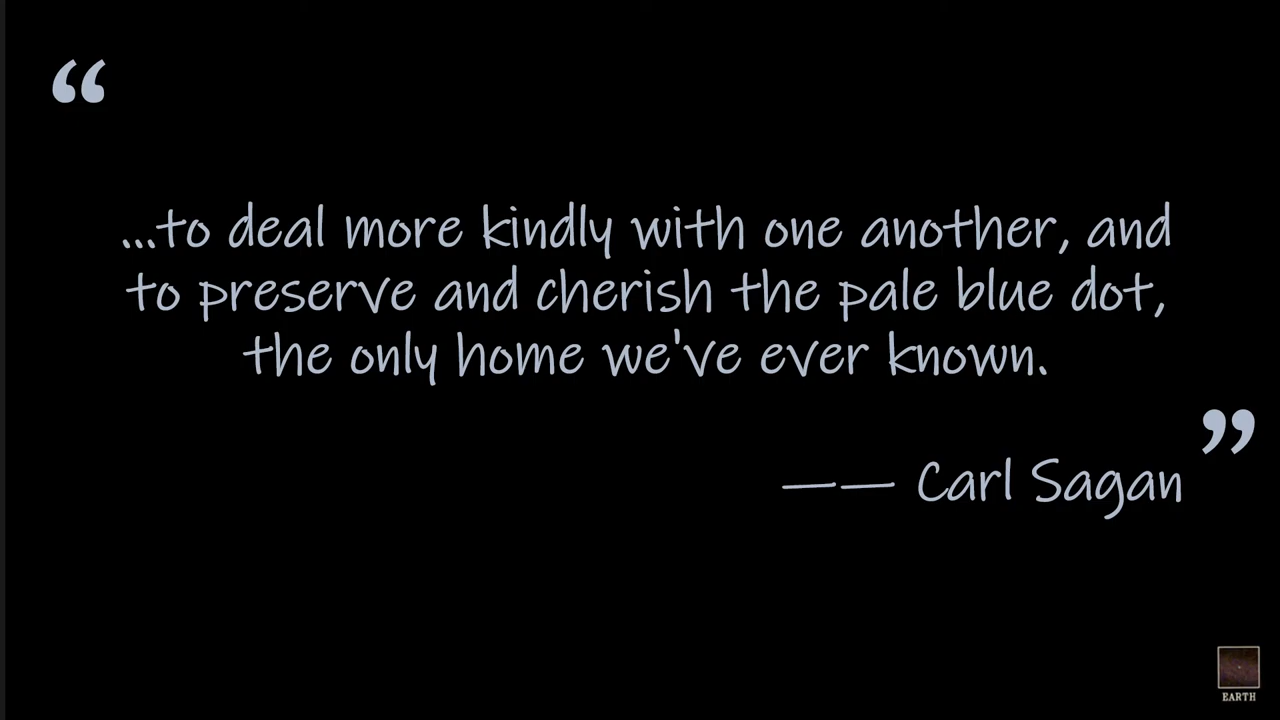 “
...to deal more kindly with one another, and
to preserve and cherish the pale blue dot,
the only home we've ever known.
”
—— Carl Sagan
EARTH